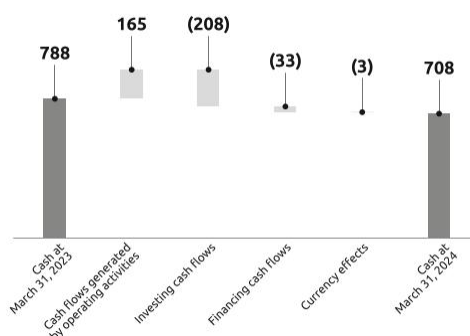 788
165
(208)
(33)
(3)
708
Cash at
March 31, 2023
Cash flows generated
by operating activities
Investing cash flows
Financing cash flows
Currency effects
Cash at
March 31, 2024